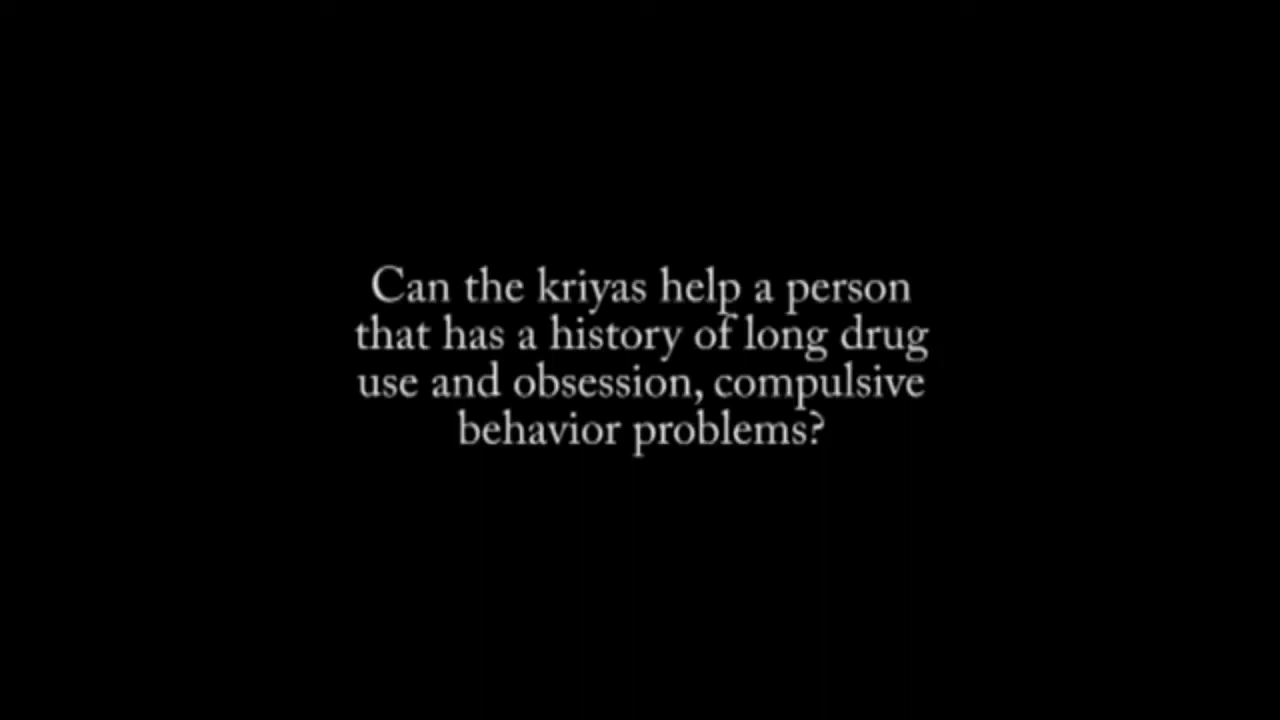 Can the kriyas help a person
that has a history of long drug
use and obsession, compulsive
behavior problems?